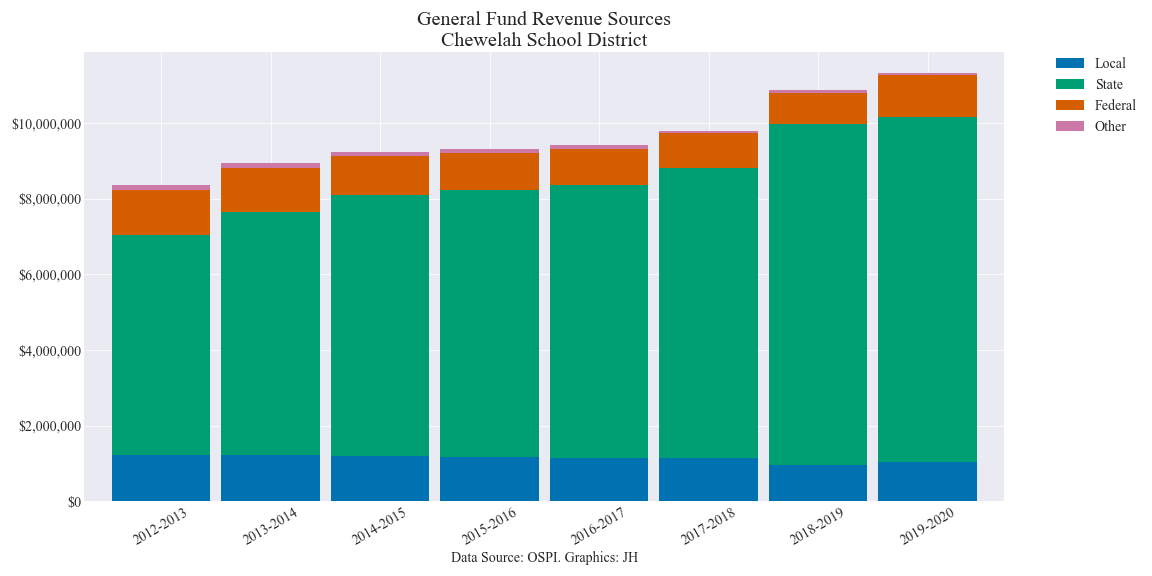 General Fund Revenue Sources
Chewelah School District
Local
State
Federal
Other
$10,000,000
$8,000,000
$6,000,000
$4,000,000
$2,000,000
$0
2012-2013
2013-2014
2014-2015
2015-2016
2016-2017
2017-2018
2018-2019
2019-2020
Data Source: OSPI. Graphics: JH